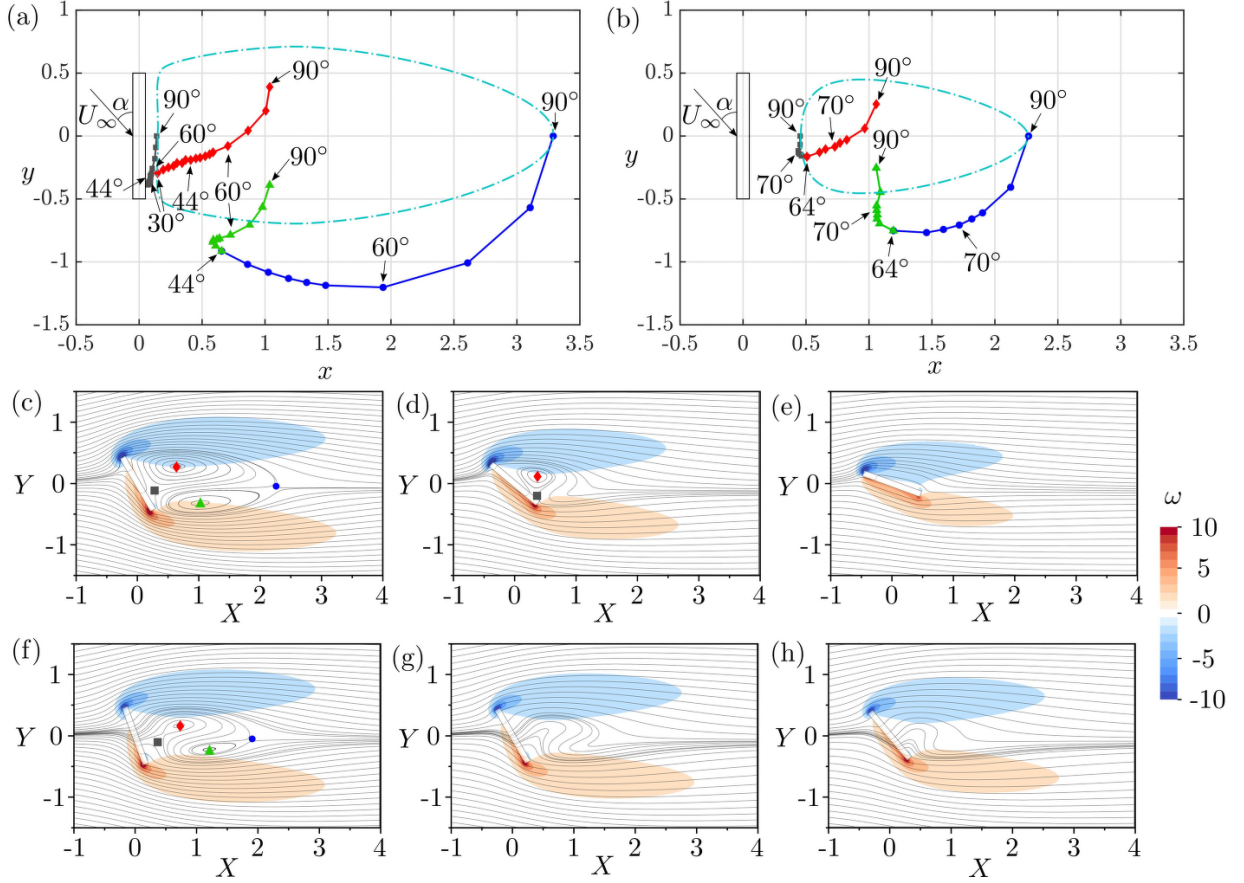 (a)
1
0.5
0
-0.5
-1
-1.5
y
-0.5 0 0.5 1 1.5 2 2.5 3 3.5
x
U∞
α
90°
60°
44°
30°
44°
60°
90°
90°
44°
60°
90°
(b)
1
0.5
0
-0.5
-1
-1.5
y
-0.5 0 0.5 1 1.5 2 2.5 3 3.5
x
U∞
α
90°
70°
64°
70°
90°
90°
70°
64°
70°
90°
(c)
1
0
-1
Y
-1 0 1 2 3 4
X
(d)
1
0
-1
Y
-1 0 1 2 3 4
X
(e)
1
0
-1
Y
-1 0 1 2 3 4
X
(f)
1
0
-1
Y
-1 0 1 2 3 4
X
(g)
1
0
-1
Y
-1 0 1 2 3 4
X
(h)
1
0
-1
Y
-1 0 1 2 3 4
X
ω
10
5
0
-5
-10